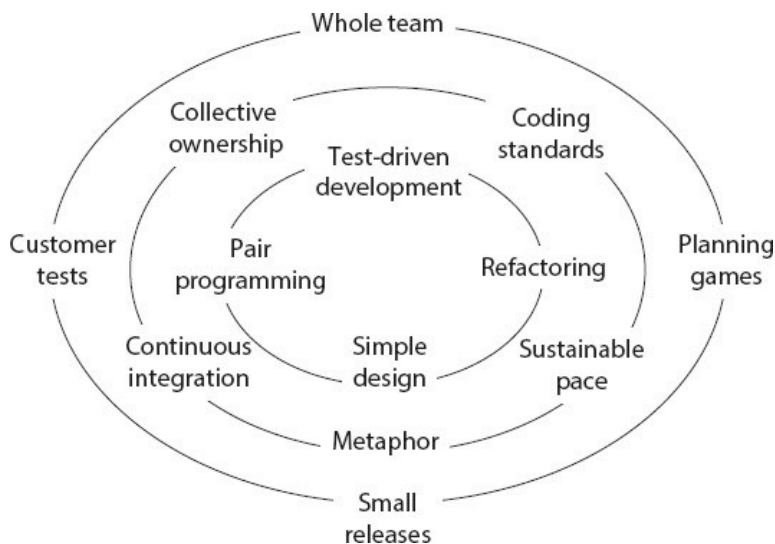 Whole team
Collective
ownership
Coding
standards
Test-driven
development
Customer
tests
Pair
programming
Refactoring
Planning
games
Continuous
integration
Simple
design
Sustainable
pace
Metaphor
Small
releases